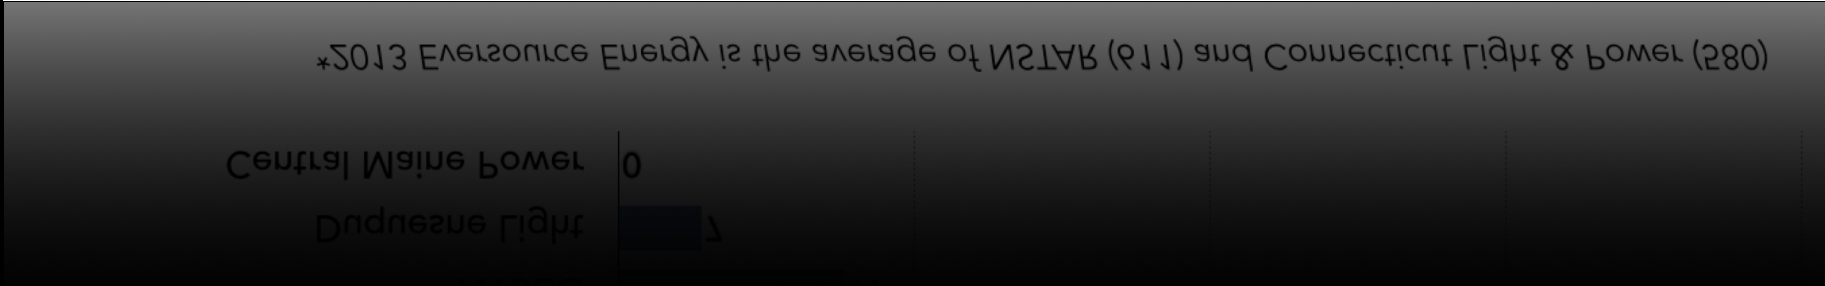 *2013 Eversource Energy is the average of NSTAR (611) and Connecticut Light & Power (580)
Central Maine Power 0
Duquesne Light 7